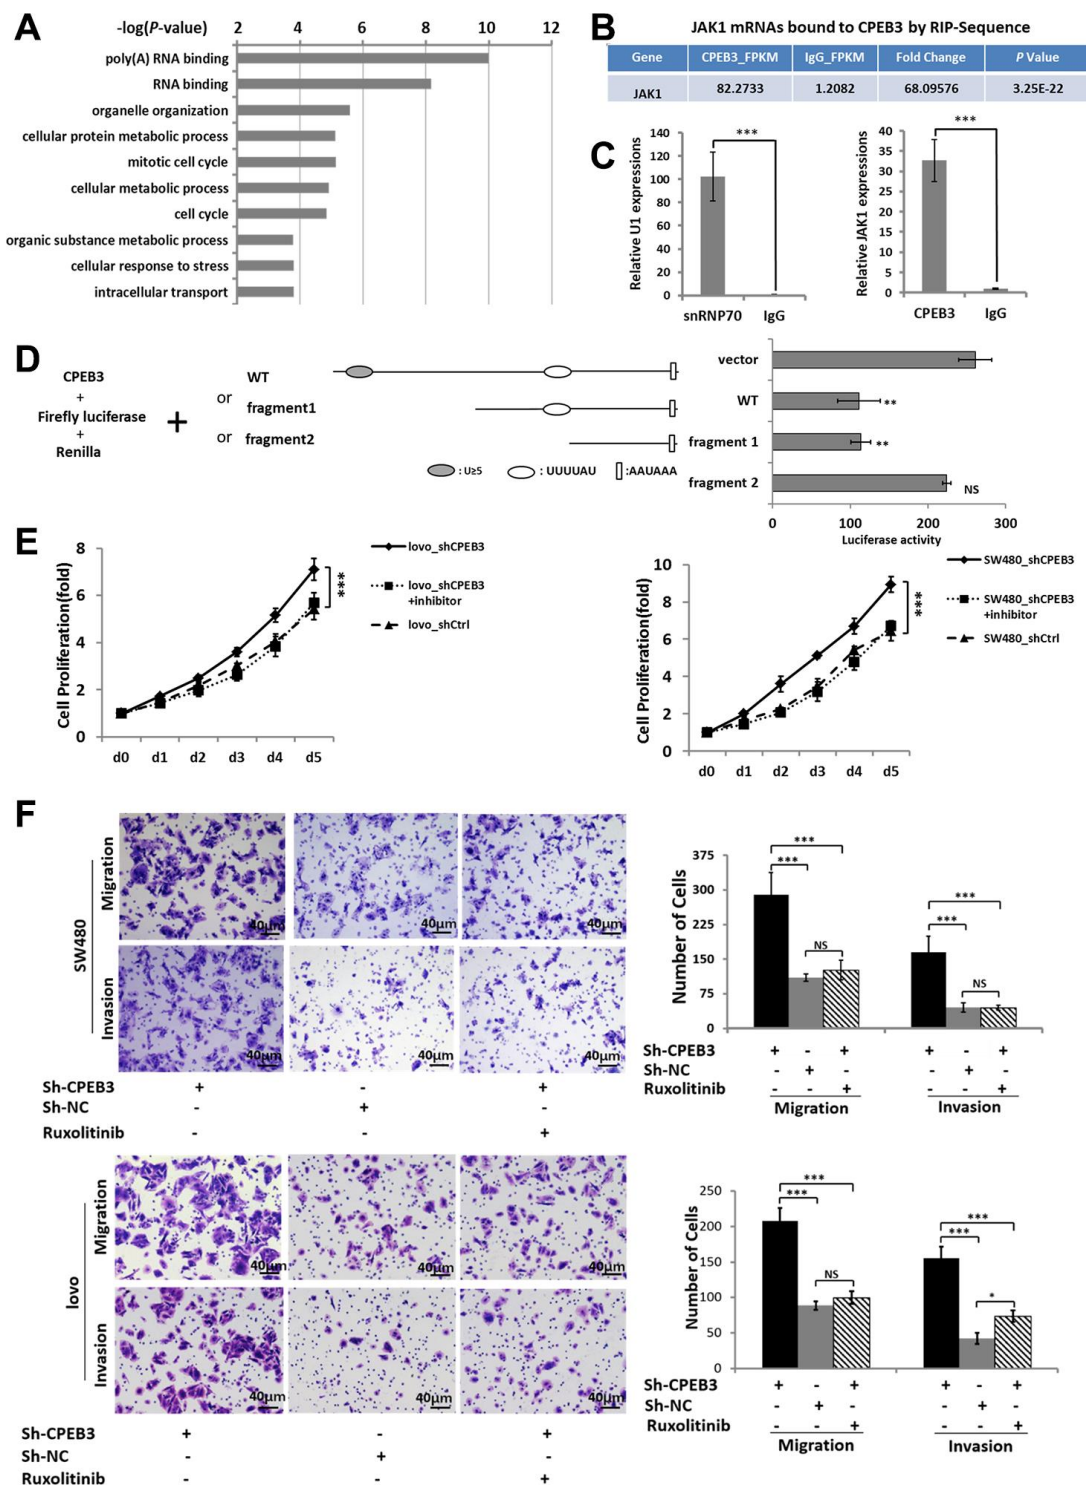 A
-log(P-value)
2 4 6 8 10 12
poly(A) RNA binding
RNA binding
organelle organization
cellular protein metabolic process
mitotic cell cycle
cellular metabolic process
cell cycle
organic substance metabolic process
cellular response to stress
intracellular transport
B
JAK1 mRNAs bound to CPEB3 by RIP-Sequence
Gene CPEB3_FPKM IgG_FPKM Fold Change P Value
JAK1 82.2733 1.2082 68.09576 3.25E-22
C
Relative U1 expressions
140
120
100
80
60
40
20
0
***
snRNP70 IgG
Relative JAK1 expressions
40
35
30
25
20
15
10
5
0
***
CPEB3 IgG
D
CPEB3
+
Firefly luciferase
+
Renilla
+
WT
or fragment1
or fragment2
: U≥5 : UUUUAU :AAUAAA
vector
WT **
fragment 1 **
fragment 2 NS
0 100 200 300
Luciferase activity
E
Cell Proliferation(fold)
8
6
4
2
0
d0 d1 d2 d3 d4 d5
***
lovo_shCPEB3
lovo_shCPEB3
+inhibitor
lovo_shCtrl
Cell Proliferation(fold)
10
8
6
4
2
0
d0 d1 d2 d3 d4 d5
***
SW480_shCPEB3
SW480_shCPEB3
+inhibitor
SW480_shCtrl
F
SW480
Migration
40μm 40μm 40μm
Invasion
40μm 40μm 40μm
Sh-CPEB3 + - +
Sh-NC - + -
Ruxolitinib - - +
Number of Cells
375
300
225
150
75
0
*** *** NS
*** *** NS
Sh-CPEB3 + - + + - +
Sh-NC - + - - + -
Ruxolitinib - - + - - +
Migration Invasion
lovo
Migration
40μm 40μm 40μm
Invasion
40μm 40μm 40μm
Sh-CPEB3 + - +
Sh-NC - + -
Ruxolitinib - - +
Number of Cells
250
200
150
100
50
0
*** *** NS
*** *** *
Sh-CPEB3 + - + + - +
Sh-NC - + - - + -
Ruxolitinib - - + - - +
Migration Invasion